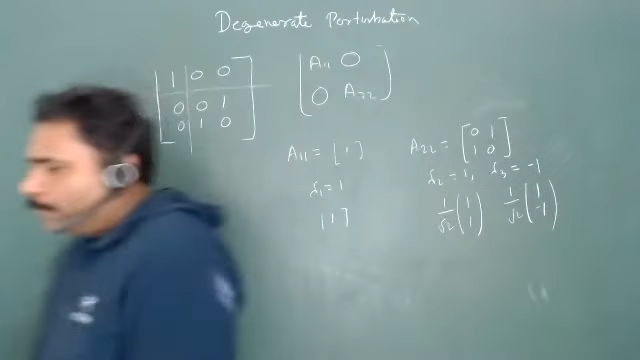 Degenerate Perturbation
[1 0 0
0 0 1
0 1 0]
[A11 0
0 A22]
A11 = [1]
λ1 = 1
[1]
A22 = [0 1
1 0]
λ2 = 1, λ3 = -1
1/√2 (1
1)
1/√2 (1
-1)